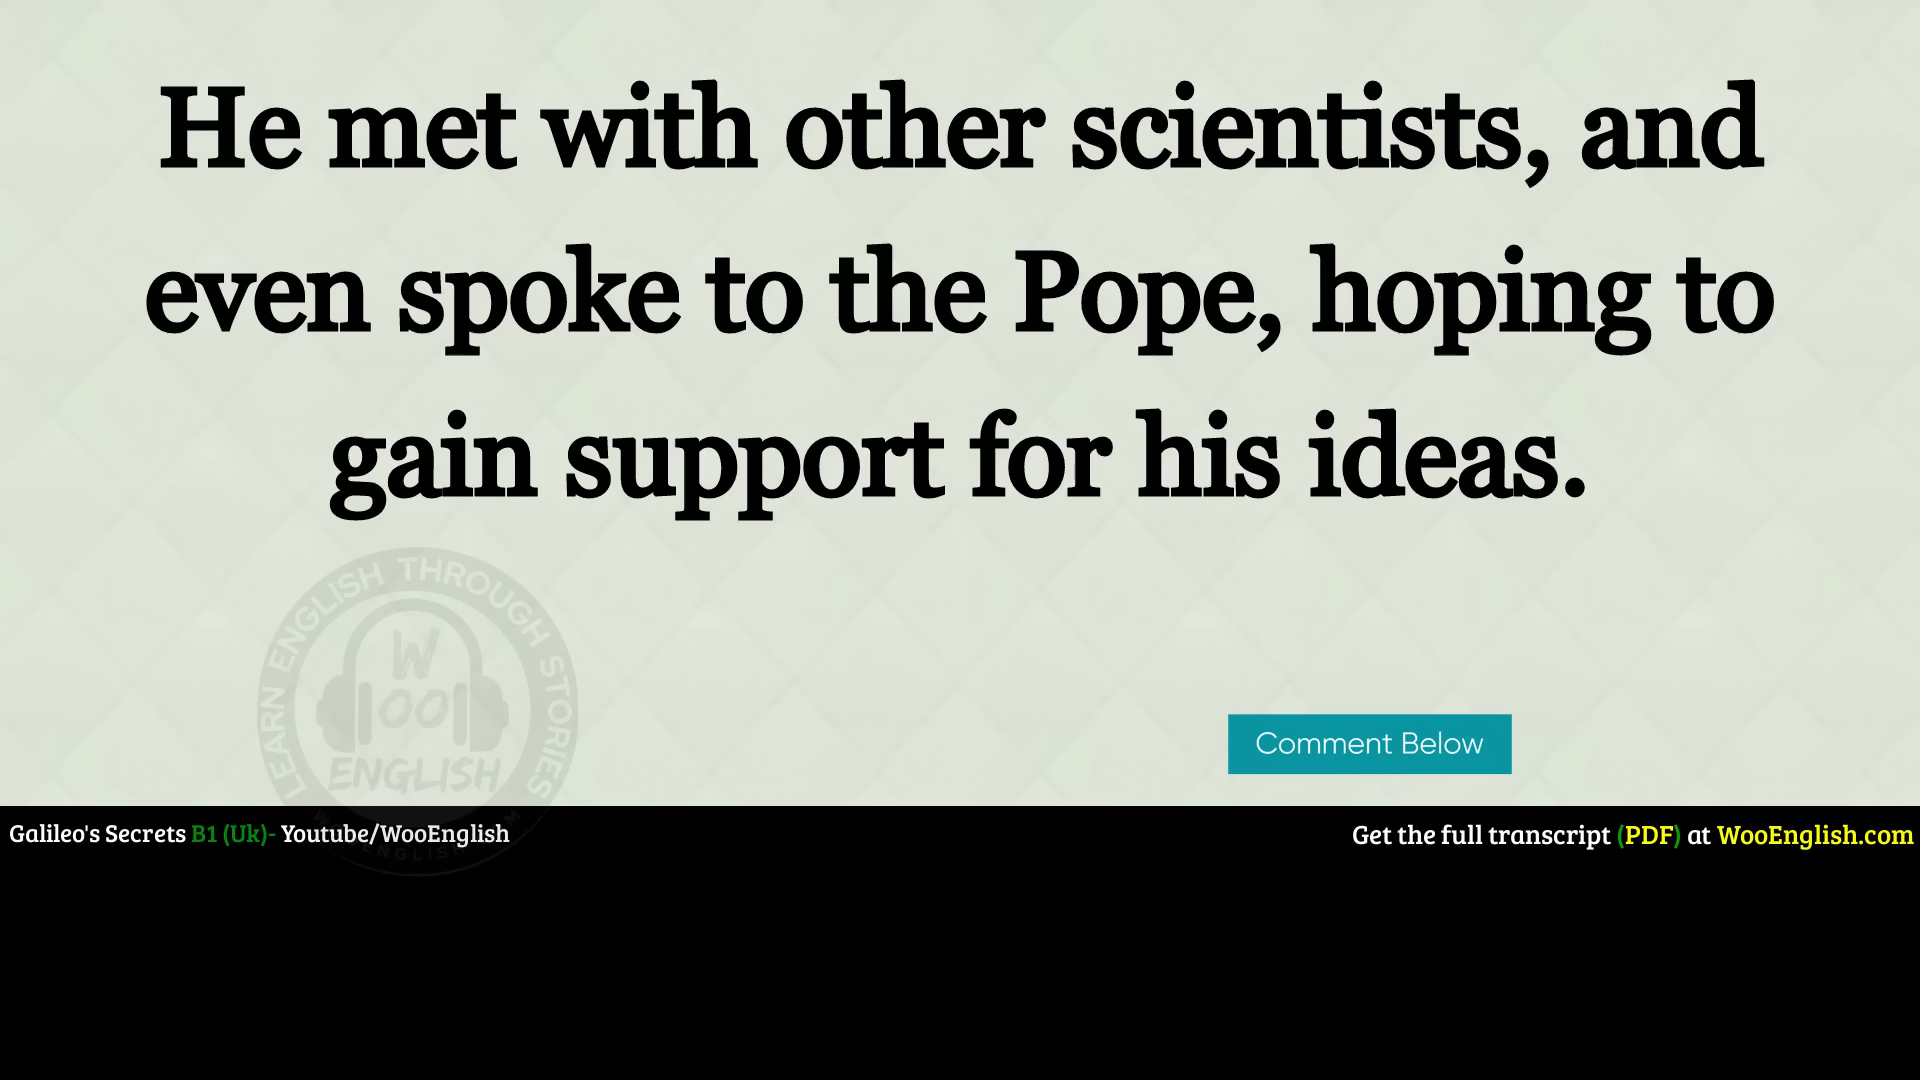 He met with other scientists, and
even spoke to the Pope, hoping to
gain support for his ideas.
LEARN ENGLISH THROUGH STORIES
W
OO
ENGLISH
Comment Below
Galileo's Secrets B1 (Uk)- Youtube/WooEnglish
Get the full transcript (PDF) at WooEnglish.com